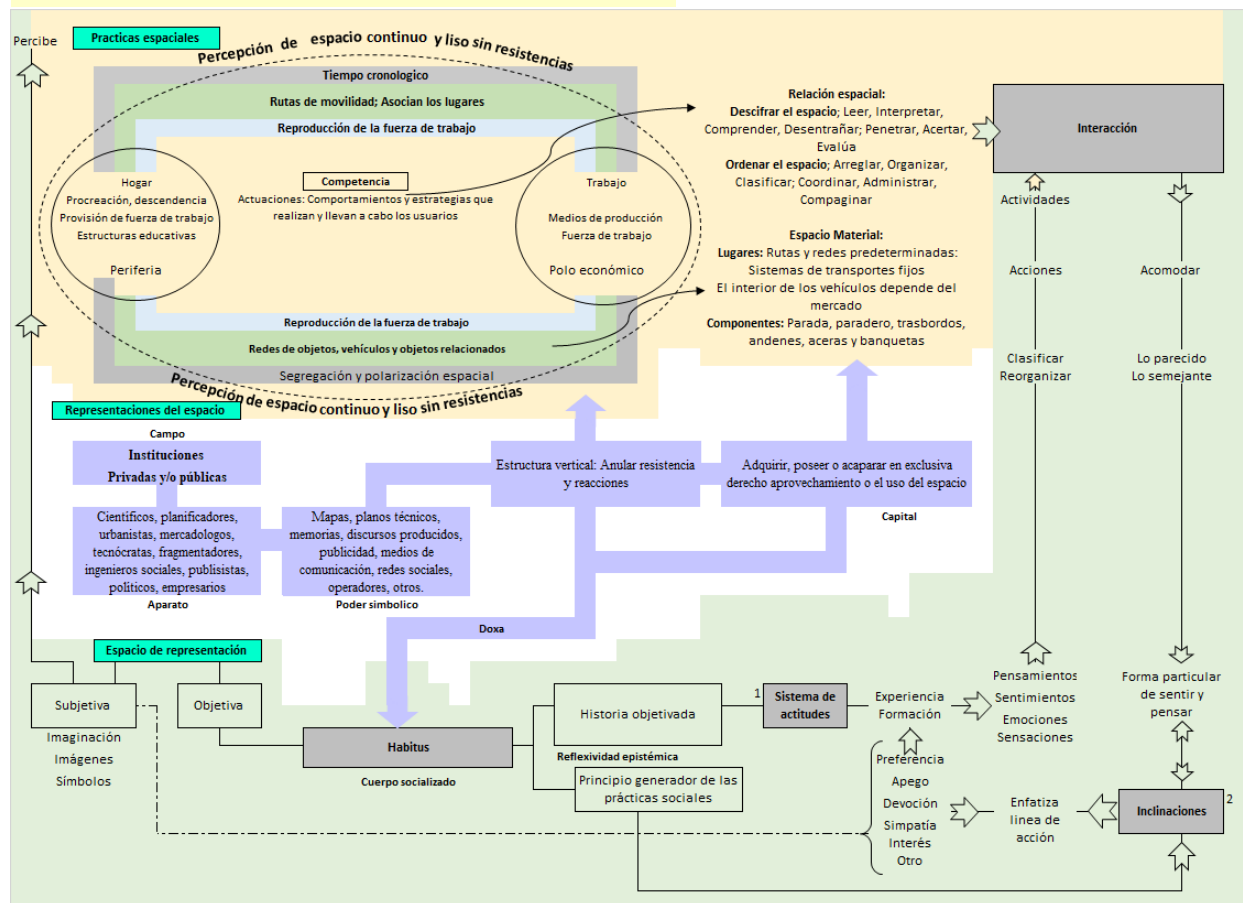 Percibe
Practicas espaciales
Percepción de espacio continuo y liso sin resistencias
Tiempo cronologico
Rutas de movilidad; Asocian los lugares
Reproducción de la fuerza de trabajo
Hogar
Procreación, descendencia
Provisión de fuerza de trabajo
Estructuras educativas
Periferia
Competencia
Actuaciones: Comportamientos y estrategias que
realizan y llevan a cabo los usuarios
Trabajo
Medios de producción
Fuerza de trabajo
Polo económico
Reproducción de la fuerza de trabajo
Redes de objetos, vehículos y objetos relacionados
Segregación y polarización espacial
Percepción de espacio continuo y liso sin resistencias
Relación espacial:
Descifrar el espacio; Leer, Interpretar,
Comprender, Desentrañar; Penetrar, Acertar,
Evalúa
Ordenar el espacio; Arreglar, Organizar,
Clasificar; Coordinar, Administrar,
Compaginar
Espacio Material:
Lugares: Rutas y redes predeterminadas:
Sistemas de transportes fijos
El interior de los vehículos depende del
mercado
Componentes: Parada, paradero, trasbordos,
andenes, aceras y banquetas
Interacción
Actividades
Acciones
Clasificar
Reorganizar
Acomodar
Lo parecido
Lo semejante
Representaciones del espacio
Campo
Instituciones
Privadas y/o públicas
Científicos, planificadores,
urbanistas, mercadologos,
tecnócratas, fragmentadores,
ingenieros sociales, publisistas,
políticos, empresarios
Aparato
Mapas, planos técnicos,
memorias, discursos producidos,
publicidad, medios de
comunicación, redes sociales,
operadores, otros.
Poder simbolico
Estructura vertical: Anular resistencia
y reacciones
Adquirir, poseer o acaparar en exclusiva
derecho aprovechamiento o el uso del espacio
Capital
Doxa
Espacio de representación
Subjetiva
Imaginación
Imágenes
Símbolos
Objetiva
Habitus
Cuerpo socializado
Historia objetivada
Reflexividad epistémica
Principio generador de las
prácticas sociales
1
Sistema de
actitudes
Experiencia
Formación
Preferencia
Apego
Devoción
Simpatía
Interés
Otro
Pensamientos
Sentimientos
Emociones
Sensaciones
Enfatiza
linea de
acción
Forma particular
de sentir y
pensar
Inclinaciones
2